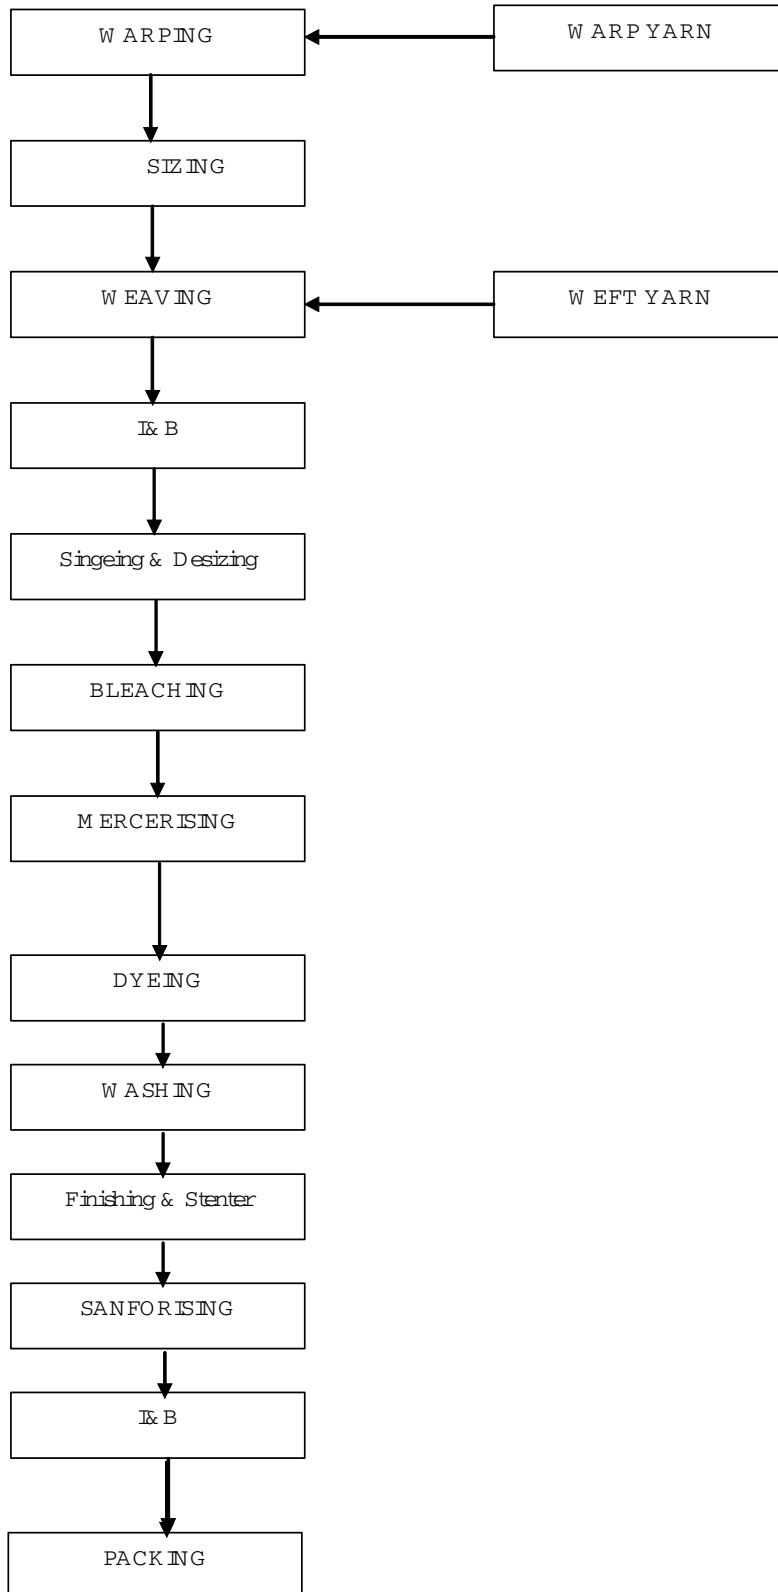 WARPING
WARP YARN
SIZING
WEAVING
WEFT YARN
I&B
Singeing & Desizing
BLEACHING
MERCERISING
DYEING
WASHING
Finishing & Stenter
SANFORISING
I&B
PACKING